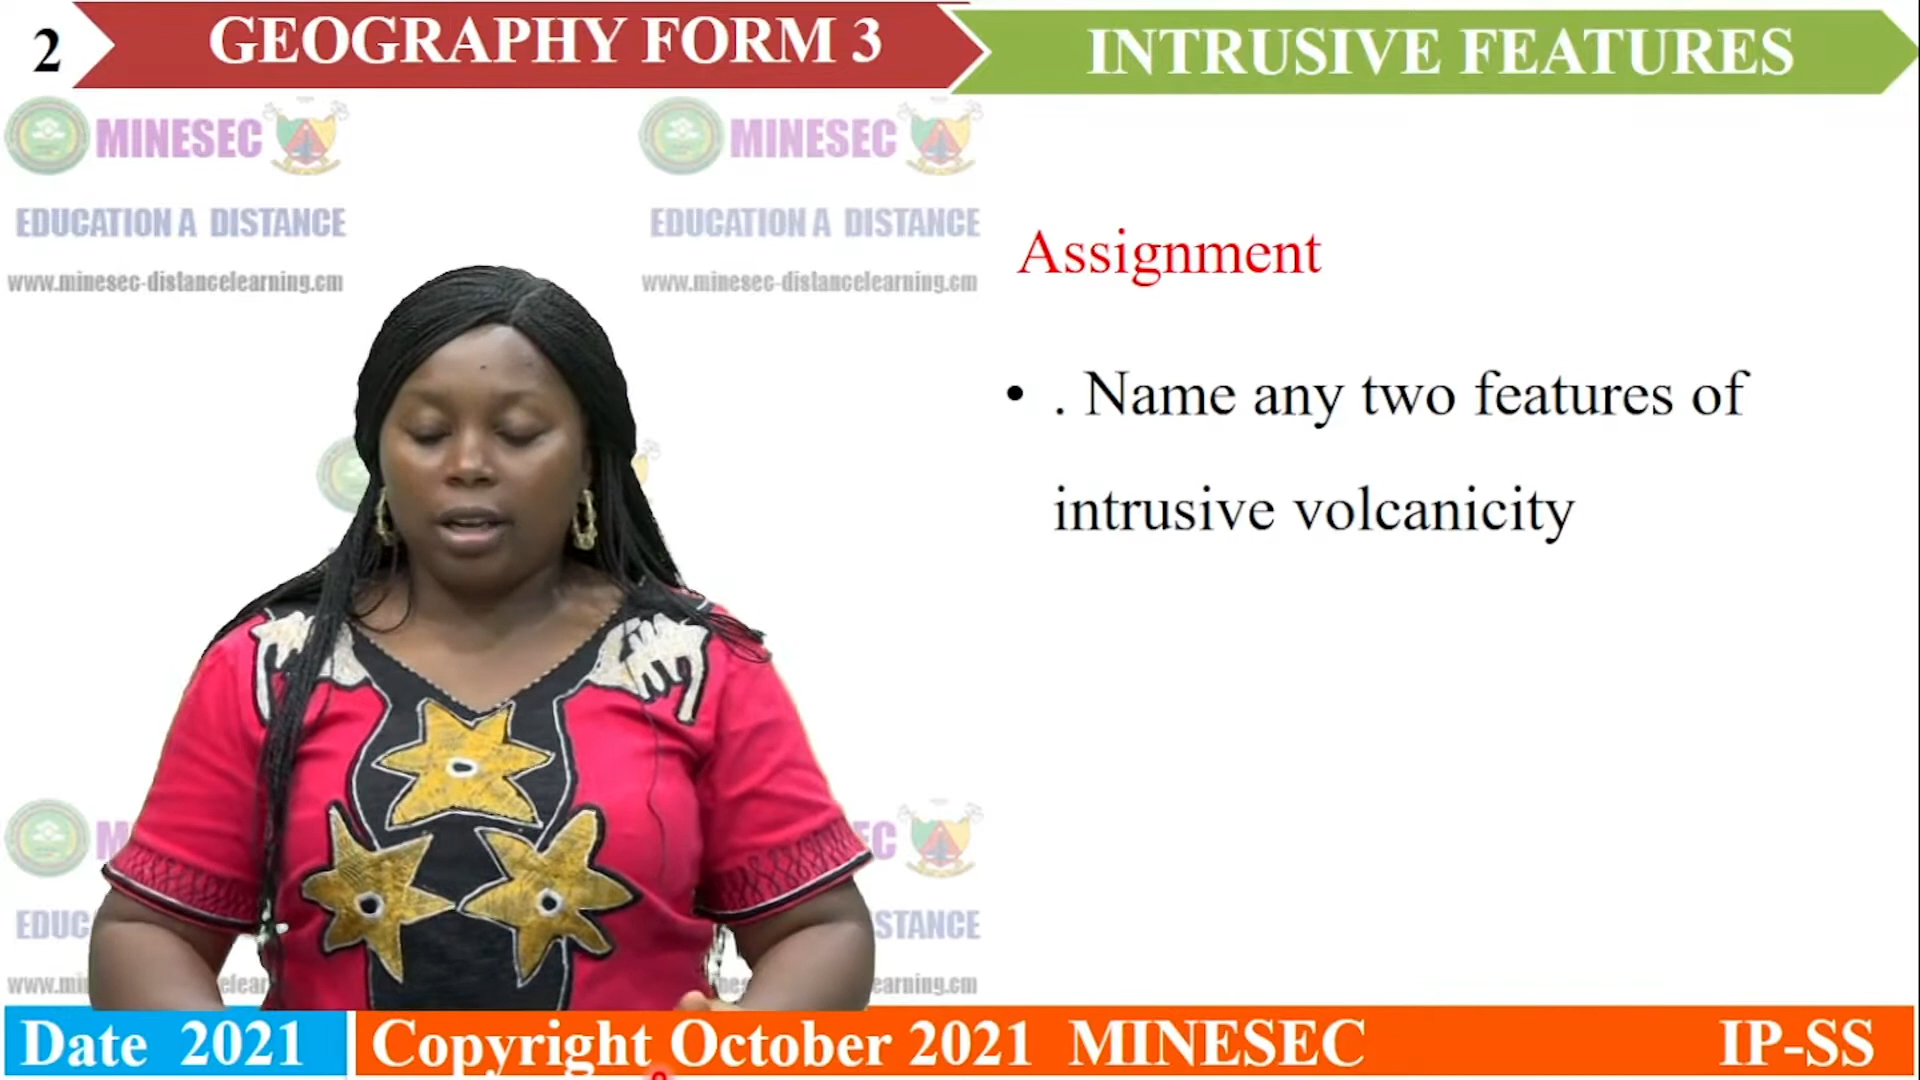 2
GEOGRAPHY FORM 3
INTRUSIVE FEATURES
MINESEC
MINESEC
EDUCATION A DISTANCE
EDUCATION A DISTANCE
www.minesec-distancelearning.cm
www.minesec-distancelearning.cm
Assignment
• . Name any two features of
intrusive volcanicity
Date 2021
Copyright October 2021 MINESEC
IP-SS